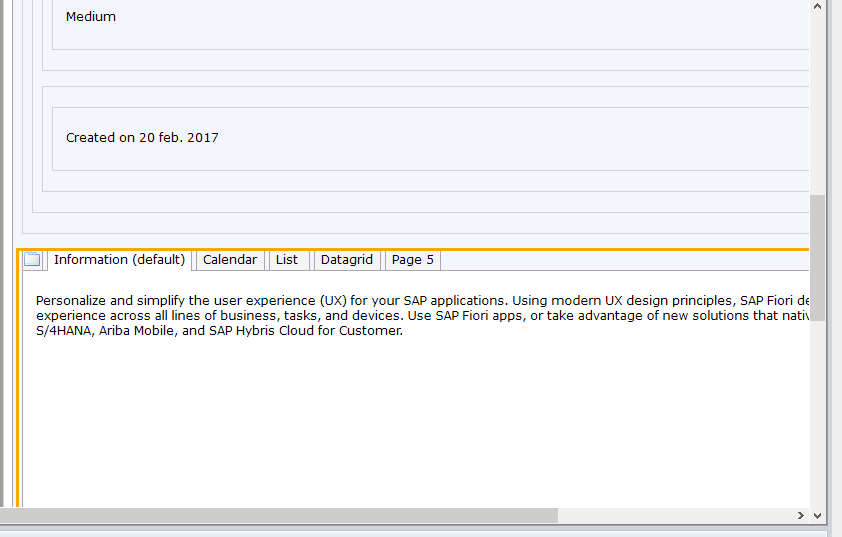 Medium
Created on 20 feb. 2017
Information (default) Calendar List Datagrid Page 5
Personalize and simplify the user experience (UX) for your SAP applications. Using modern UX design principles, SAP Fiori de
experience across all lines of business, tasks, and devices. Use SAP Fiori apps, or take advantage of new solutions that nativ
S/4HANA, Ariba Mobile, and SAP Hybris Cloud for Customer.